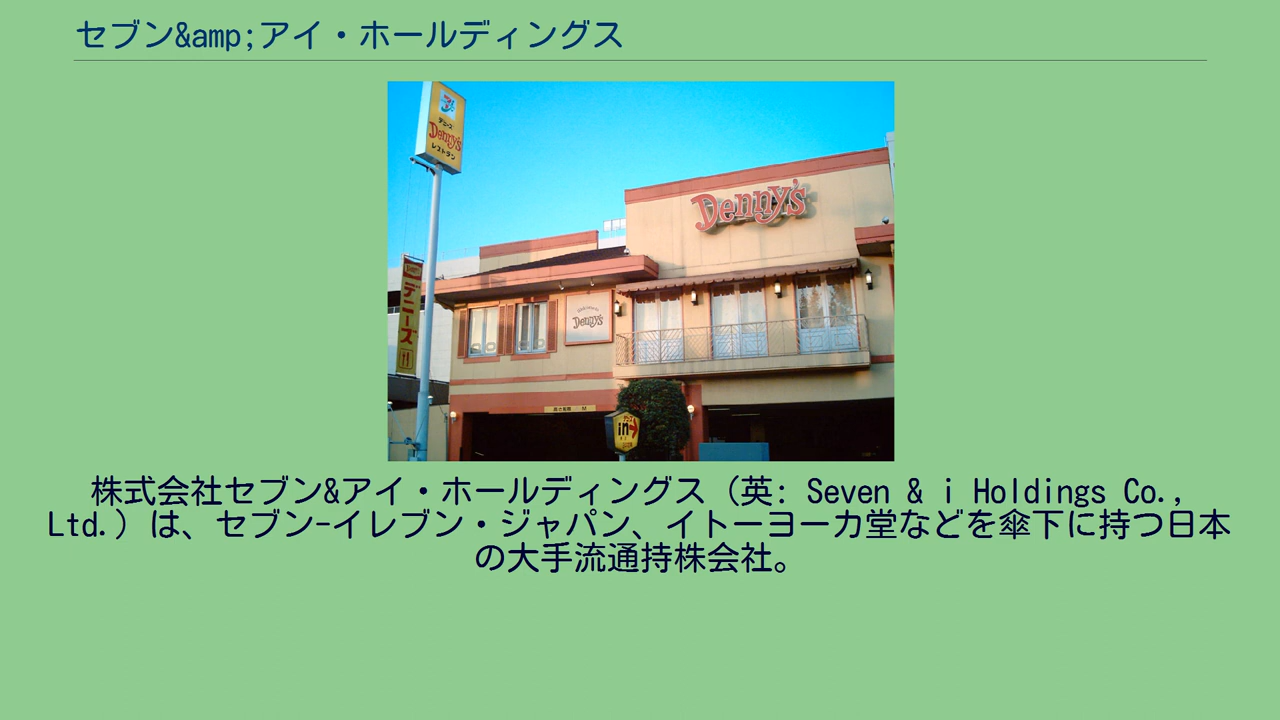 セブン&amp;アイ・ホールディングス
デニーズ
Denny's
レストラン
Denny's
デニーズ
Denny's
in
株式会社セブン&アイ・ホールディングス（英: Seven & i Holdings Co.,
Ltd.）は、セブン-イレブン・ジャパン、イトーヨーカ堂などを傘下に持つ日本
の大手流通持株会社。